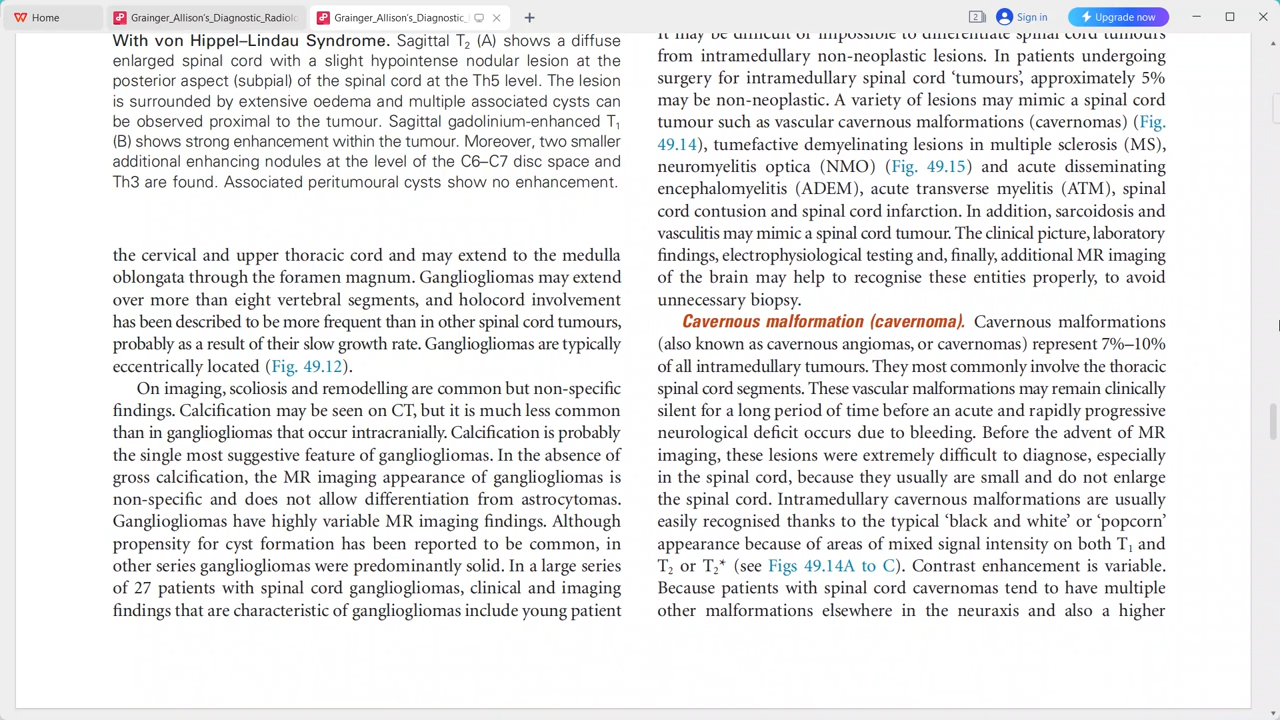 Home
Grainger_Allison's_Diagnostic_Radiolo
Grainger_Allison's_Diagnostic_
2
Sign in
Upgrade now
With von Hippel–Lindau Syndrome. Sagittal T₂ (A) shows a diffuse
enlarged spinal cord with a slight hypointense nodular lesion at the
posterior aspect (subpial) of the spinal cord at the Th5 level. The lesion
is surrounded by extensive oedema and multiple associated cysts can
be observed proximal to the tumour. Sagittal gadolinium-enhanced T₁
(B) shows strong enhancement within the tumour. Moreover, two smaller
additional enhancing nodules at the level of the C6–C7 disc space and
Th3 are found. Associated peritumoural cysts show no enhancement.
the cervical and upper thoracic cord and may extend to the medulla
oblongata through the foramen magnum. Gangliogliomas may extend
over more than eight vertebral segments, and holocord involvement
has been described to be more frequent than in other spinal cord tumours,
probably as a result of their slow growth rate. Gangliogliomas are typically
eccentrically located (Fig. 49.12).
On imaging, scoliosis and remodelling are common but non-specific
findings. Calcification may be seen on CT, but it is much less common
than in gangliogliomas that occur intracranially. Calcification is probably
the single most suggestive feature of gangliogliomas. In the absence of
gross calcification, the MR imaging appearance of gangliogliomas is
non-specific and does not allow differentiation from astrocytomas.
Gangliogliomas have highly variable MR imaging findings. Although
propensity for cyst formation has been reported to be common, in
other series gangliogliomas were predominantly solid. In a large series
of 27 patients with spinal cord gangliogliomas, clinical and imaging
findings that are characteristic of gangliogliomas include young patient
It may be difficult or impossible to differentiate spinal cord tumours
from intramedullary non-neoplastic lesions. In patients undergoing
surgery for intramedullary spinal cord ‘tumours’, approximately 5%
may be non-neoplastic. A variety of lesions may mimic a spinal cord
tumour such as vascular cavernous malformations (cavernomas) (Fig.
49.14), tumefactive demyelinating lesions in multiple sclerosis (MS),
neuromyelitis optica (NMO) (Fig. 49.15) and acute disseminating
encephalomyelitis (ADEM), acute transverse myelitis (ATM), spinal
cord contusion and spinal cord infarction. In addition, sarcoidosis and
vasculitis may mimic a spinal cord tumour. The clinical picture, laboratory
findings, electrophysiological testing and, finally, additional MR imaging
of the brain may help to recognise these entities properly, to avoid
unnecessary biopsy.
Cavernous malformation (cavernoma). Cavernous malformations
(also known as cavernous angiomas, or cavernomas) represent 7%–10%
of all intramedullary tumours. They most commonly involve the thoracic
spinal cord segments. These vascular malformations may remain clinically
silent for a long period of time before an acute and rapidly progressive
neurological deficit occurs due to bleeding. Before the advent of MR
imaging, these lesions were extremely difficult to diagnose, especially
in the spinal cord, because they usually are small and do not enlarge
the spinal cord. Intramedullary cavernous malformations are usually
easily recognised thanks to the typical ‘black and white’ or ‘popcorn’
appearance because of areas of mixed signal intensity on both T₁ and
T₂ or T₂* (see Figs 49.14A to C). Contrast enhancement is variable.
Because patients with spinal cord cavernomas tend to have multiple
other malformations elsewhere in the neuraxis and also a higher